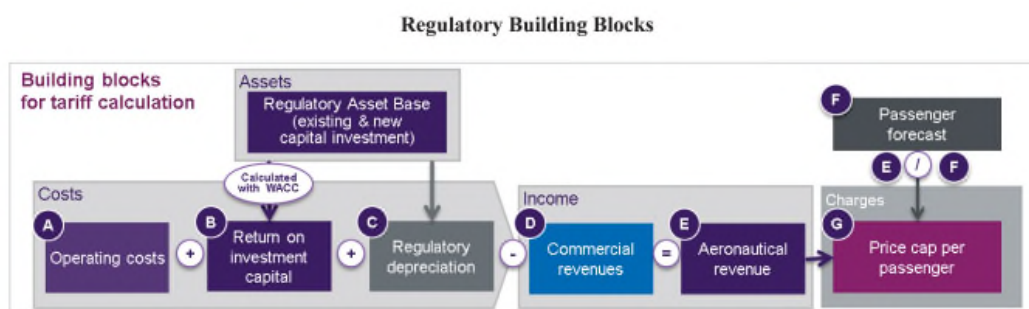 Regulatory Building Blocks
Building blocks
for tariff calculation
Assets
Regulatory Asset Base
(existing & new
capital investment)
F
Passenger
forecast
E / F
Calculated
with WACC
Costs
A
Operating costs
+
B
Return on
investment
capital
+
C
Regulatory
depreciation
-
Income
D
Commercial
revenues
=
E
Aeronautical
revenue
Charges
G
Price cap per
passenger